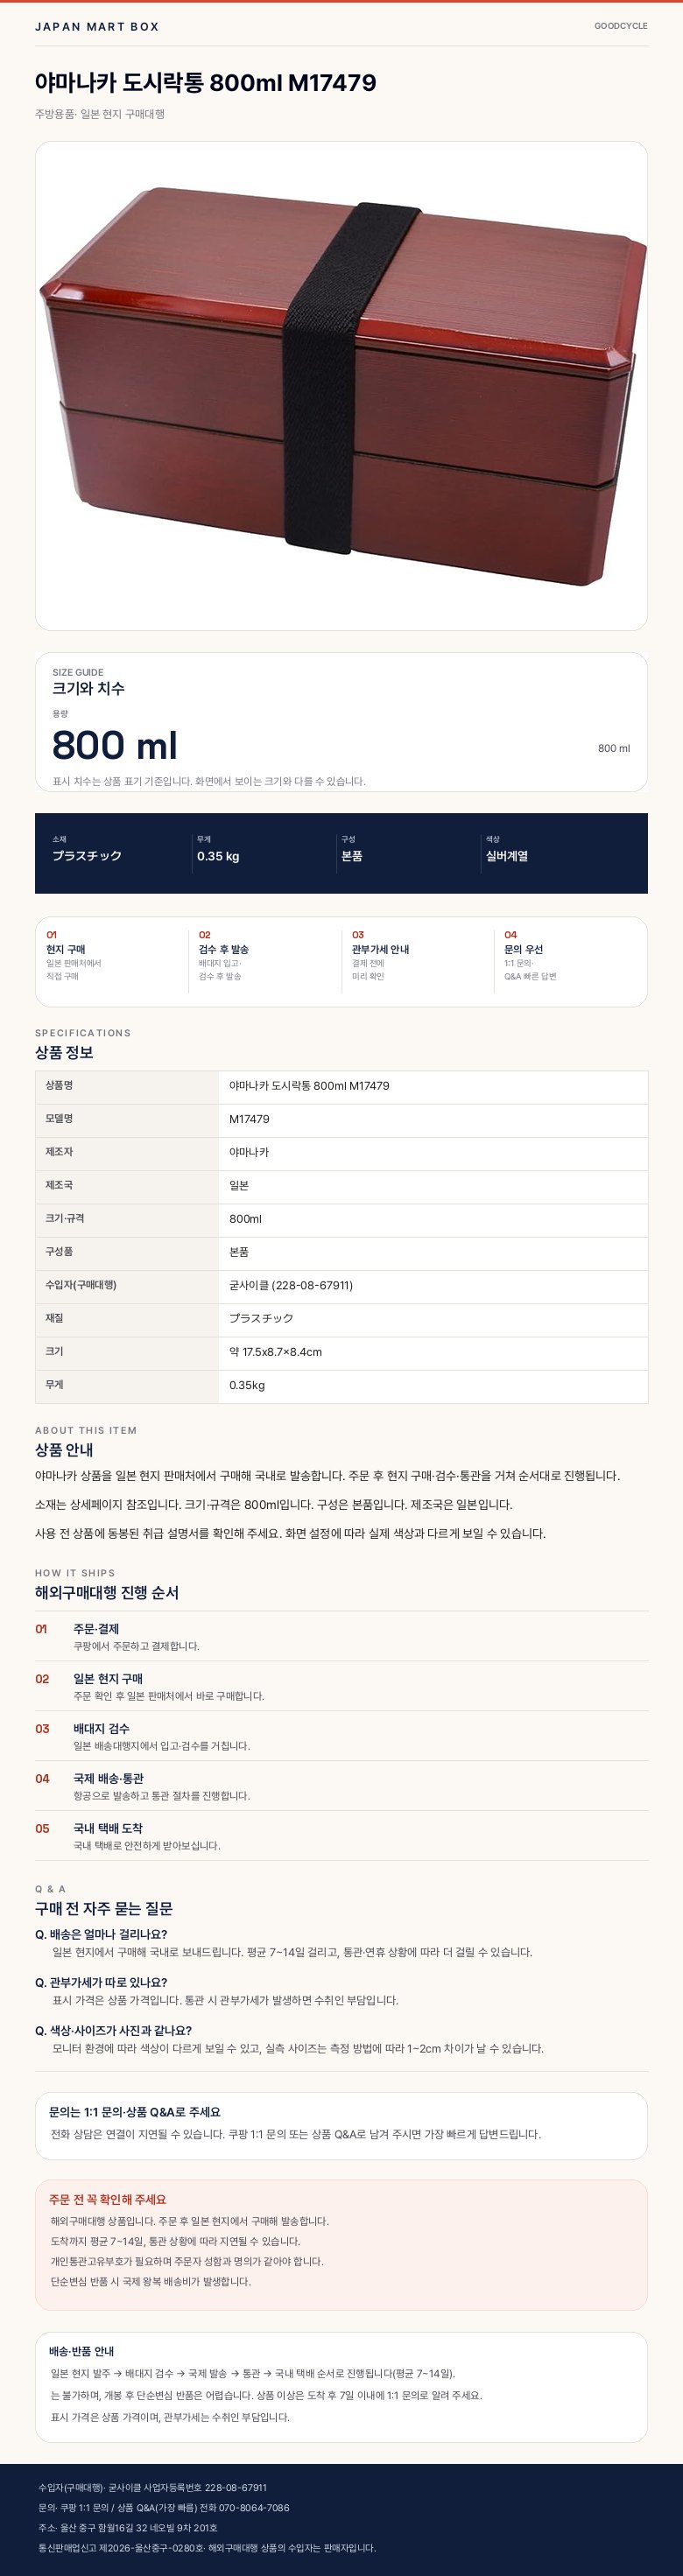 JAPAN MART BOX
GOODCYCLE
야마나카 도시락통 800ml M17479
주방용품· 일본 현지 구매대행
SIZE GUIDE
크기와 치수
용량
800 ml
800 ml
표시 치수는 상품 표기 기준입니다. 화면에서 보이는 크기와 다를 수 있습니다.
소재
プラスチック
무게
0.35 kg
구성
본품
색상
실버계열
01
현지 구매
일본 판매처에서
직접 구매
02
검수 후 발송
배대지 입고·
검수 후 발송
03
관부가세 안내
결제 전에
미리 확인
04
문의 우선
1:1 문의·
Q&A 빠른 답변
SPECIFICATIONS
상품 정보
상품명 야마나카 도시락통 800ml M17479
모델명 M17479
제조자 야마나카
제조국 일본
크기·규격 800ml
구성품 본품
수입자(구매대행) 굳사이클 (228-08-67911)
재질 プラスチック
크기 약 17.5x8.7×8.4cm
무게 0.35kg
ABOUT THIS ITEM
상품 안내
야마나카 상품을 일본 현지 판매처에서 구매해 국내로 발송합니다. 주문 후 현지 구매·검수·통관을 거쳐 순서대로 진행됩니다.
소재는 상세페이지 참조입니다. 크기·규격은 800ml입니다. 구성은 본품입니다. 제조국은 일본입니다.
사용 전 상품에 동봉된 취급 설명서를 확인해 주세요. 화면 설정에 따라 실제 색상과 다르게 보일 수 있습니다.
HOW IT SHIPS
해외구매대행 진행 순서
01 주문·결제
쿠팡에서 주문하고 결제합니다.
02 일본 현지 구매
주문 확인 후 일본 판매처에서 바로 구매합니다.
03 배대지 검수
일본 배송대행지에서 입고·검수를 거칩니다.
04 국제 배송·통관
항공으로 발송하고 통관 절차를 진행합니다.
05 국내 택배 도착
국내 택배로 안전하게 받아보십니다.
Q & A
구매 전 자주 묻는 질문
Q. 배송은 얼마나 걸리나요?
일본 현지에서 구매해 국내로 보내드립니다. 평균 7~14일 걸리고, 통관·연휴 상황에 따라 더 걸릴 수 있습니다.
Q. 관부가세가 따로 있나요?
표시 가격은 상품 가격입니다. 통관 시 관부가세가 발생하면 수취인 부담입니다.
Q. 색상·사이즈가 사진과 같나요?
모니터 환경에 따라 색상이 다르게 보일 수 있고, 실측 사이즈는 측정 방법에 따라 1~2cm 차이가 날 수 있습니다.
문의는 1:1 문의·상품 Q&A로 주세요
전화 상담은 연결이 지연될 수 있습니다. 쿠팡 1:1 문의 또는 상품 Q&A로 남겨 주시면 가장 빠르게 답변드립니다.
주문 전 꼭 확인해 주세요
해외구매대행 상품입니다. 주문 후 일본 현지에서 구매해 발송합니다.
도착까지 평균 7~14일, 통관 상황에 따라 지연될 수 있습니다.
개인통관고유부호가 필요하며 주문자 성함과 명의가 같아야 합니다.
단순변심 반품 시 국제 왕복 배송비가 발생합니다.
배송·반품 안내
일본 현지 발주 → 배대지 검수 → 국제 발송 → 통관 → 국내 택배 순서로 진행됩니다(평균 7~14일).
는 불가하며, 개봉 후 단순변심 반품은 어렵습니다. 상품 이상은 도착 후 7일 이내에 1:1 문의로 알려 주세요.
표시 가격은 상품 가격이며, 관부가세는 수취인 부담입니다.
수입자(구매대행)· 굳사이클 사업자등록번호 228-08-67911
문의· 쿠팡 1:1 문의 / 상품 Q&A(가장 빠름) 전화 070-8064-7086
주소· 울산 중구 함월16길 32 네오빌 9차 201호
통신판매업신고 제2026-울산중구-0280호· 해외구매대행 상품의 수입자는 판매자입니다.